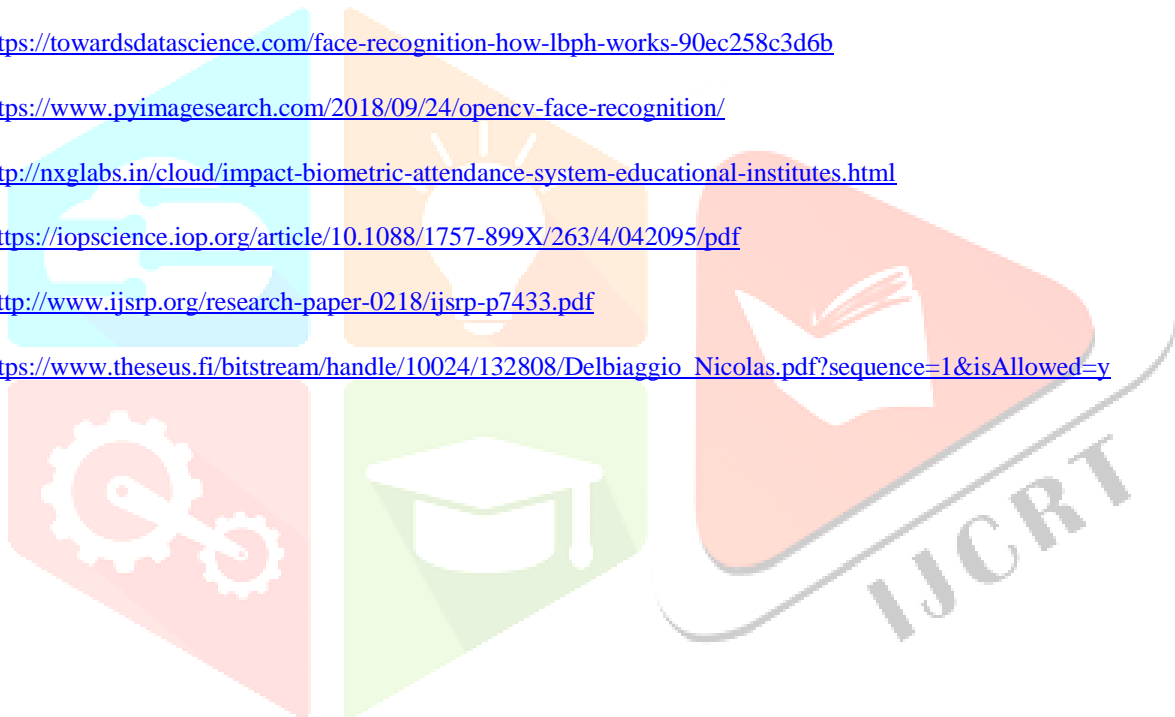 tps://towardsdatascience.com/face-recognition-how-lbph-works-90ec258c3d6b
tps://www.pyimagesearch.com/2018/09/24/opencv-face-recognition/
tp://nxglabs.in/cloud/impact-biometric-attendance-system-educational-institutes.html
ttps://iopscience.iop.org/article/10.1088/1757-899X/263/4/042095/pdf
ttp://www.ijsrp.org/research-paper-0218/ijsrp-p7433.pdf
tps://www.theseus.fi/bitstream/handle/10024/132808/Delbiaggio_Nicolas.pdf?sequence=1&isAllowed=y
IJCRT